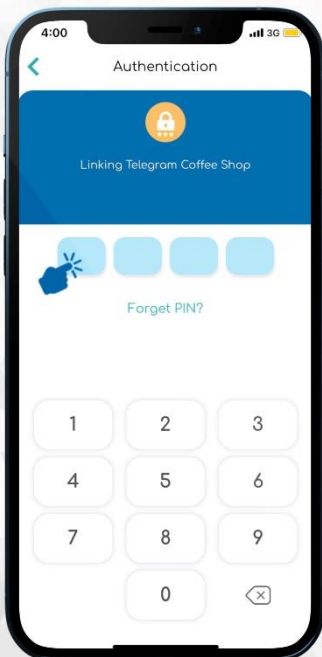 4:00
3G
Authentication
Linking Telegram Coffee Shop
Forget PIN?
1 2 3
4 5 6
7 8 9
0